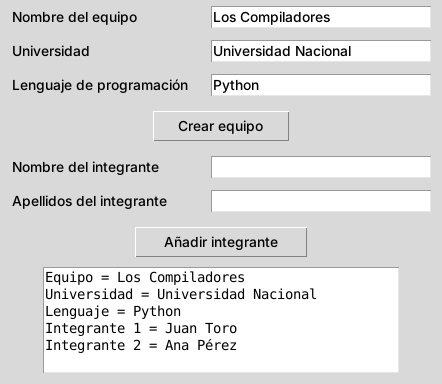 Nombre del equipo Los Compiladores
Universidad Universidad Nacional
Lenguaje de programación Python
Crear equipo
Nombre del integrante
Apellidos del integrante
Añadir integrante
Equipo = Los Compiladores
Universidad = Universidad Nacional
Lenguaje = Python
Integrante 1 = Juan Toro
Integrante 2 = Ana Pérez